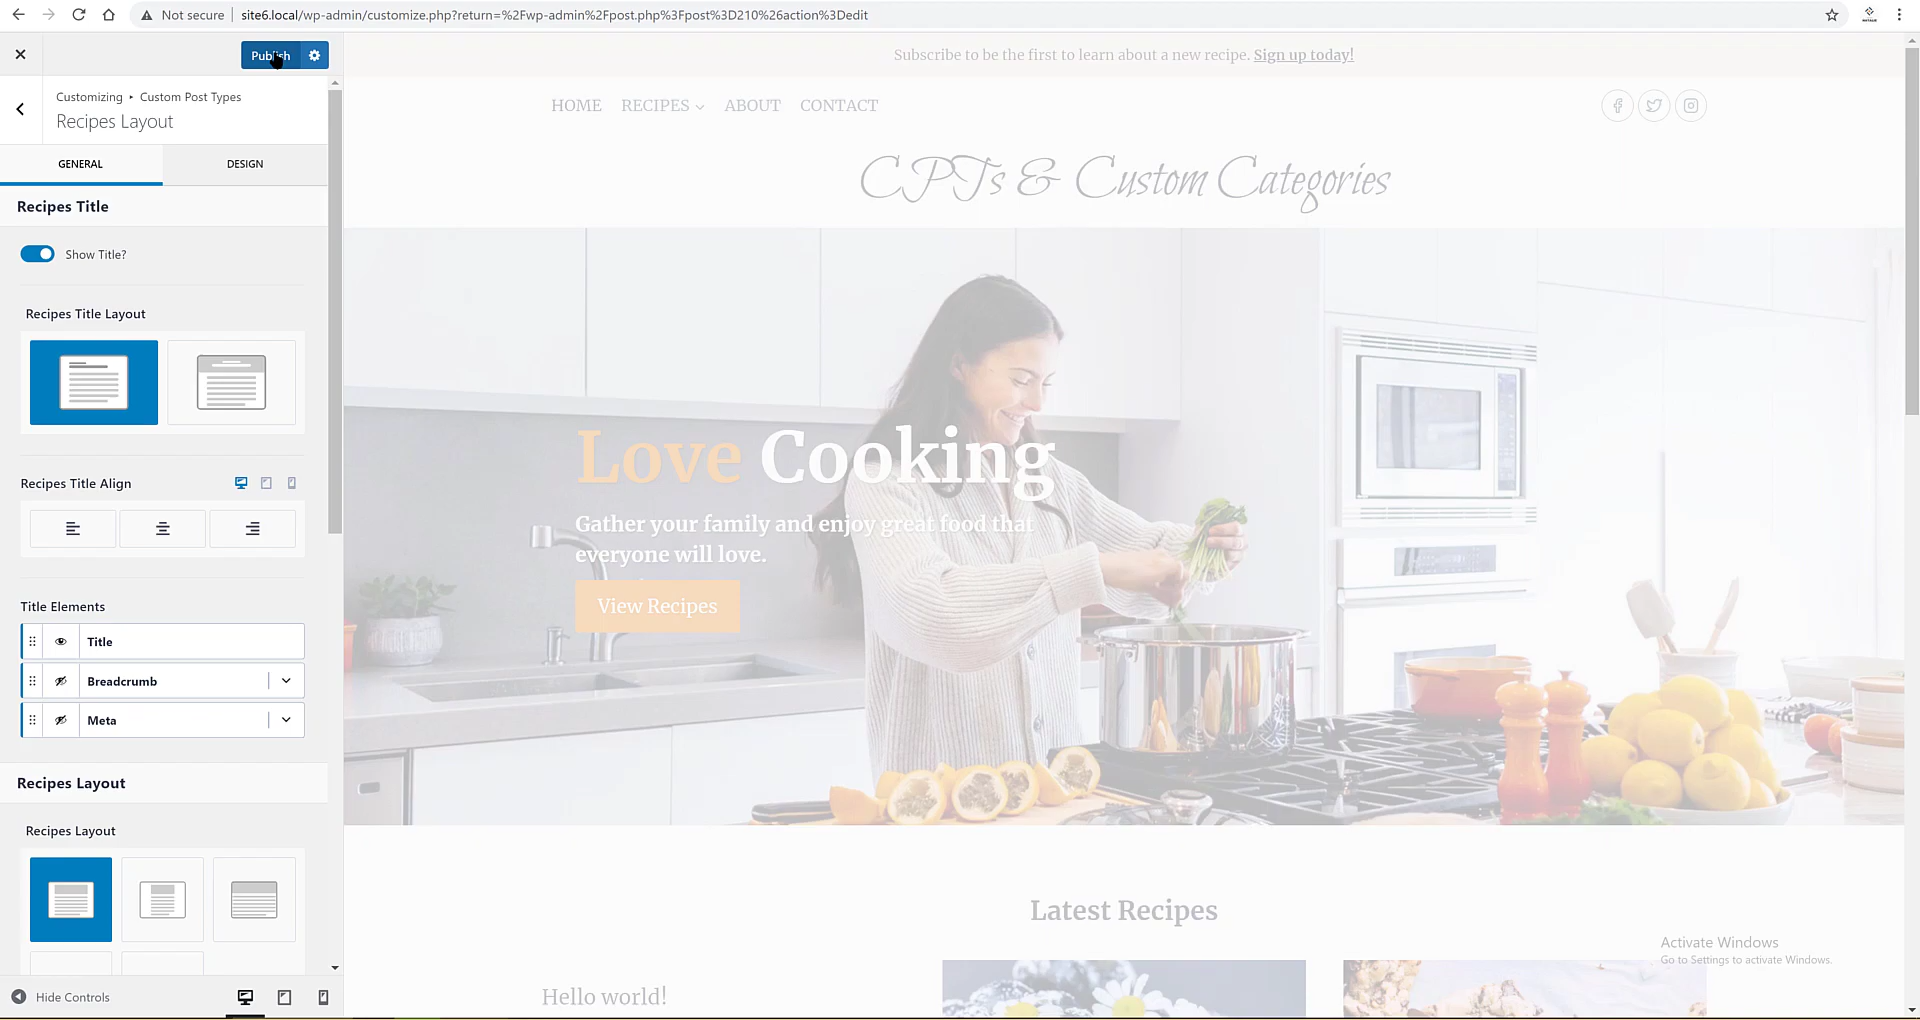 Not secure
site6.local/wp-admin/customize.php?return=%2Fwp-admin%2Fpost.php%3Fpost%3D210%26action%3Dedit
Publish
Customizing ▸ Custom Post Types
Recipes Layout
GENERAL
DESIGN
Recipes Title
Show Title?
Recipes Title Layout
Recipes Title Align
Title Elements
Title
Breadcrumb
Meta
Recipes Layout
Recipes Layout
Hide Controls
Subscribe to be the first to learn about a new recipe. Sign up today!
HOME RECIPES ABOUT CONTACT
CPTs & Custom Categories
Love Cooking
Gather your family and enjoy great food that
everyone will love.
View Recipes
Latest Recipes
Hello world!
Activate Windows
Go to Settings to activate Windows.